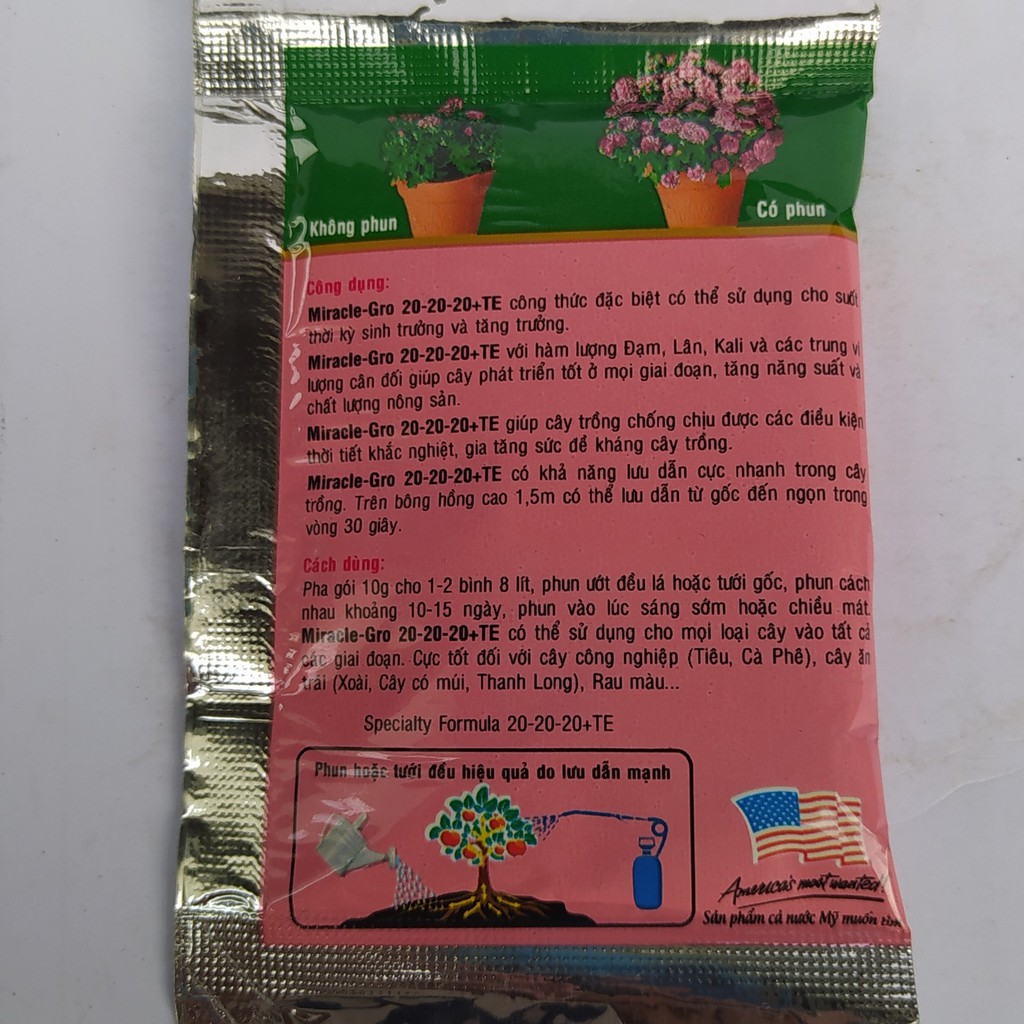 Không phun
Có phun
Công dụng:
Miracle-Gro 20-20-20+TE công thức đặc biệt có thể sử dụng cho suốt
thời kỳ sinh trưởng và tăng trưởng.
Miracle-Gro 20-20-20+TE với hàm lượng Đạm, Lân, Kali và các trung vi
lượng cân đối giúp cây phát triển tốt ở mọi giai đoạn, tăng năng suất và
chất lượng nông sản.
Miracle-Gro 20-20-20+TE giúp cây trồng chống chịu được các điều kiện
thời tiết khắc nghiệt, gia tăng sức đề kháng cây trồng.
Miracle-Gro 20-20-20+TE có khả năng lưu dẫn cực nhanh trong cây
trồng. Trên bông hồng cao 1,5m có thể lưu dẫn từ gốc đến ngọn trong
vòng 30 giây.
Cách dùng:
Pha gói 10g cho 1-2 bình 8 lít, phun ướt đều lá hoặc tưới gốc, phun cách
nhau khoảng 10-15 ngày, phun vào lúc sáng sớm hoặc chiều mát.
Miracle-Gro 20-20-20+TE có thể sử dụng cho mọi loại cây vào tất cả
các giai đoạn. Cực tốt đối với cây công nghiệp (Tiêu, Cà Phê), cây ăn
trái (Xoài, Cây có múi, Thanh Long), Rau màu...
Specialty Formula 20-20-20+TE
Phun hoặc tưới đều hiệu quả do lưu dẫn mạnh
America's most wanted!
Sản phẩm cả nước Mỹ muốn